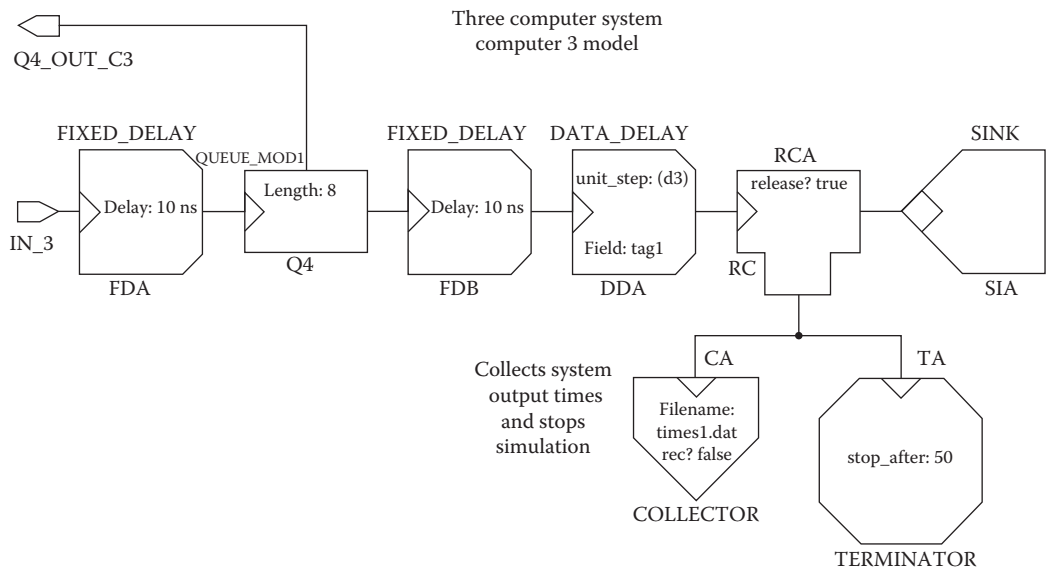 Three computer system
computer 3 model
Q4_OUT_C3
FIXED_DELAY
QUEUE_MOD1
FIXED_DELAY
DATA_DELAY
RCA
SINK
IN_3
Delay: 10 ns
Length: 8
Delay: 10 ns
unit_step: (d3)
Field: tag1
release? true
FDA
Q4
FDB
DDA
RC
SIA
Collects system
output times
and stops
simulation
CA
Filename:
times1.dat
rec? false
COLLECTOR
TA
stop_after: 50
TERMINATOR